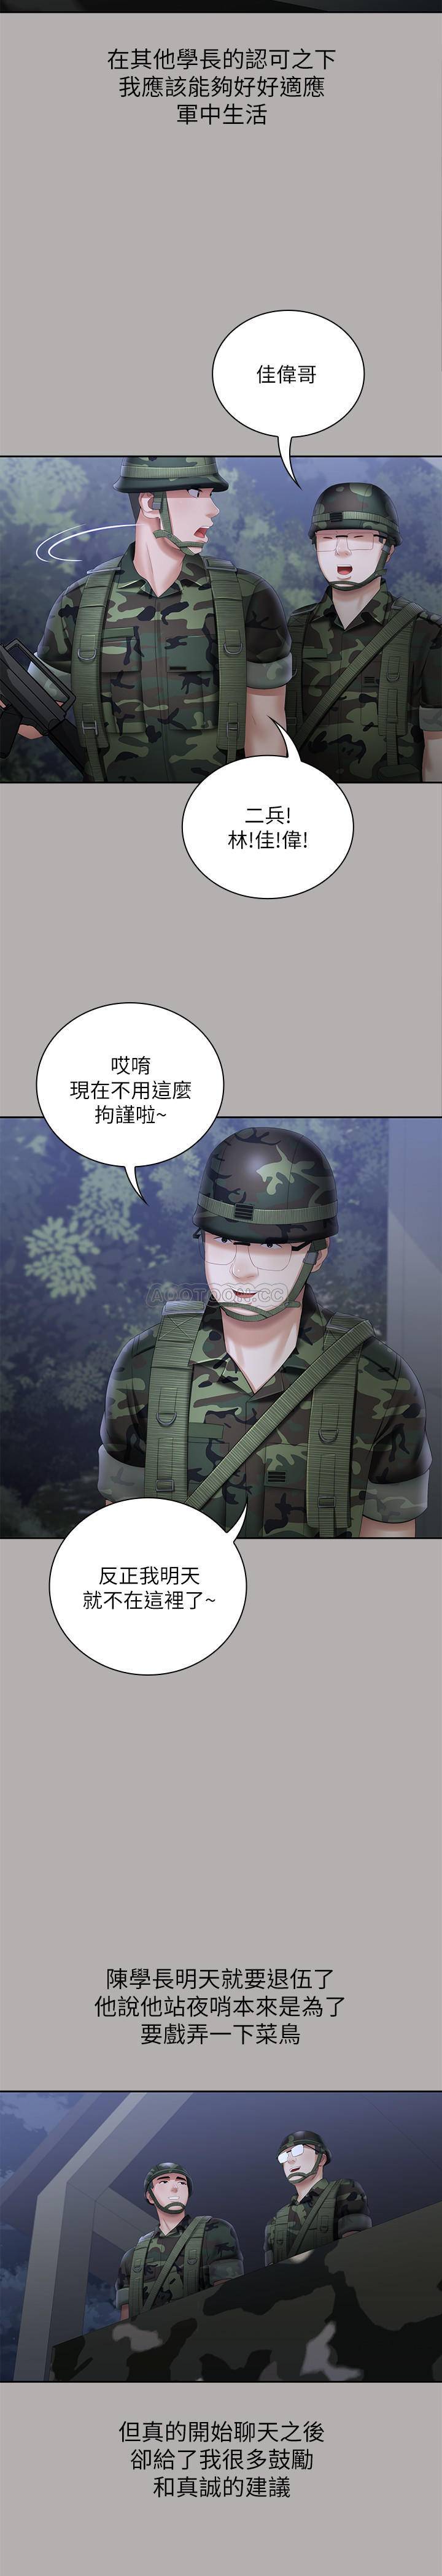 在其他學長的認可之下
我應該能夠好好適應
軍中生活
佳偉哥
二兵!
林!佳!偉!
哎唷
現在不用這麼
拘謹啦~
ADOTOON.CC
反正我明天
就不在這裡了~
陳學長明天就要退伍了
他說他站夜哨本來是為了
要戲弄一下菜鳥
但真的開始聊天之後
卻給了我很多鼓勵
和真誠的建議